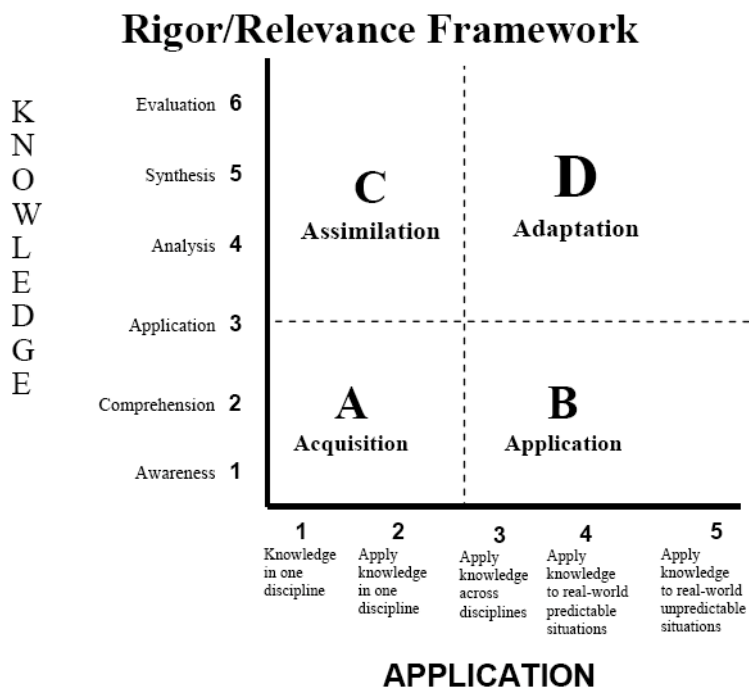 Rigor/Relevance Framework
K
N
O
W
L
E
D
G
E
Evaluation 6
Synthesis 5
Analysis 4
Application 3
Comprehension 2
Awareness 1
C
Assimilation
D
Adaptation
A
Acquisition
B
Application
1
Knowledge
in one
discipline
2
Apply
knowledge
in one
discipline
3
Apply
knowledge
across
disciplines
4
Apply
knowledge
to real-world
predictable
situations
5
Apply
knowledge
to real-world
unpredictable
situations
APPLICATION